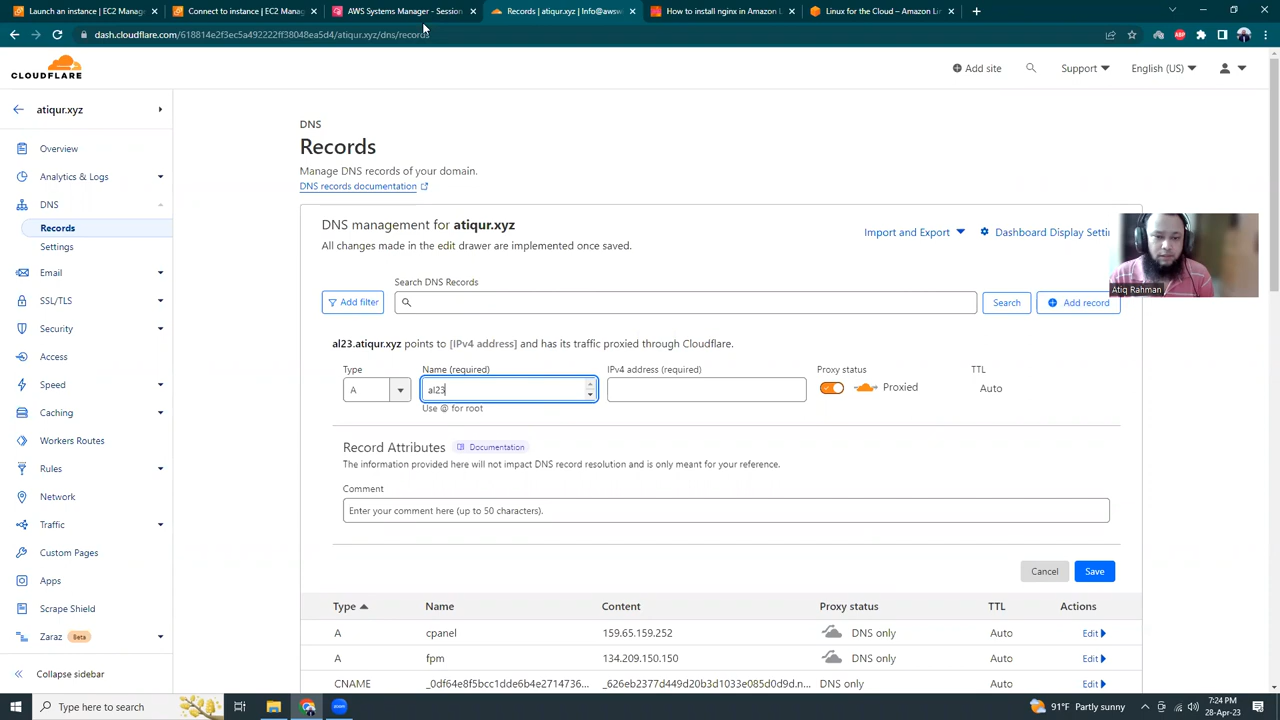 Launch an instance | EC2 Manag
Connect to instance | EC2 Manag
AWS Systems Manager - Session
Records | atiqur.xyz | Info@awsw
How to install nginx in Amazon L
Linux for the Cloud – Amazon Lin
dash.cloudflare.com/618814e2f3ec5a492222ff38048ea5d4/atiqur.xyz/dns/records
ABP
CLOUDFLARE
Add site
Support
English (US)
atiqur.xyz
Overview
Analytics & Logs
DNS
Records
Settings
Email
SSL/TLS
Security
Access
Speed
Caching
Workers Routes
Rules
Network
Traffic
Custom Pages
Apps
Scrape Shield
Zaraz Beta
Collapse sidebar
DNS
Records
Manage DNS records of your domain.
DNS records documentation
DNS management for atiqur.xyz
All changes made in the edit drawer are implemented once saved.
Import and Export
Dashboard Display Setti
Atiq Rahman
Search DNS Records
Add filter
Search
Add record
al23.atiqur.xyz points to [IPv4 address] and has its traffic proxied through Cloudflare.
Type
Name (required)
IPv4 address (required)
Proxy status
TTL
A
al23
Proxied
Auto
Use @ for root
Record Attributes
Documentation
The information provided here will not impact DNS record resolution and is only meant for your reference.
Comment
Enter your comment here (up to 50 characters).
Cancel
Save
Type Name Content Proxy status TTL Actions
A cpanel 159.65.159.252 DNS only Auto Edit
A fpm 134.209.150.150 DNS only Auto Edit
CNAME _0df64e8f5bcc1dde6b4e2714736... _626eb2377d449d20b3d1033e085d0d9d.n... DNS only Auto Edit
Type here to search
91°F Partly sunny
7:24 PM
28-Apr-23